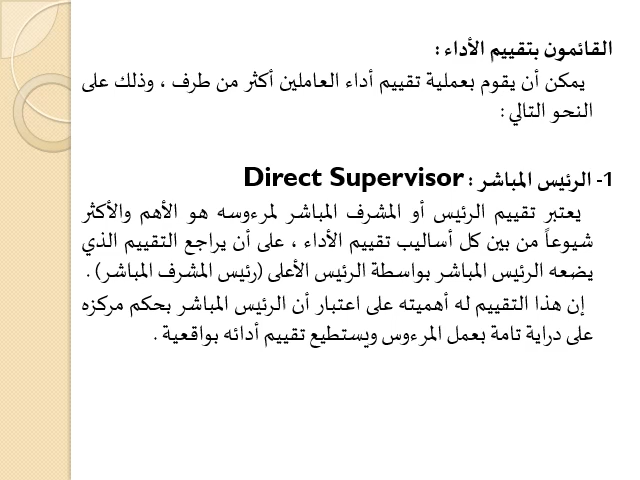 القائمون بتقييم الأداء :
يمكن أن يقوم بعملية تقييم أداء العاملين أكثر من طرف ، وذلك على
النحو التالي :
1- الرئيس المباشر : Direct Supervisor
يعتبر تقييم الرئيس أو المشرف المباشر لمرءوسه هو الأهم والأكثر
شيوعاً من بين كل أساليب تقييم الأداء ، على أن يراجع التقييم الذي
يضعه الرئيس المباشر بواسطة الرئيس الأعلى (رئيس المشرف المباشر) .
إن هذا التقييم له أهميته على اعتبار أن الرئيس المباشر بحكم مركزه
على دراية تامة بعمل المرءوس ويستطيع تقييم أدائه بواقعية .